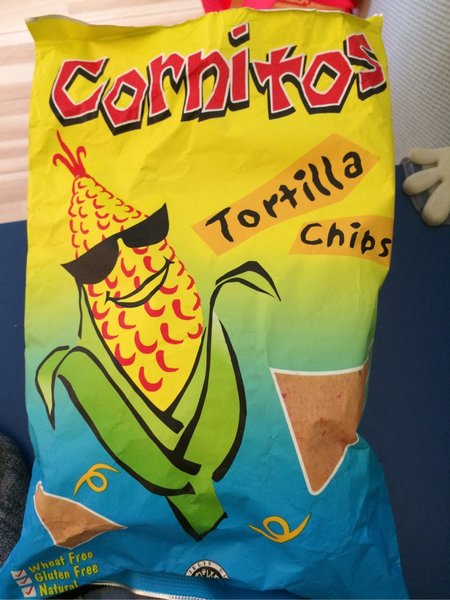 Cornitos
Tortilla
Chips
Wheat Free
Gluten Free
Natural